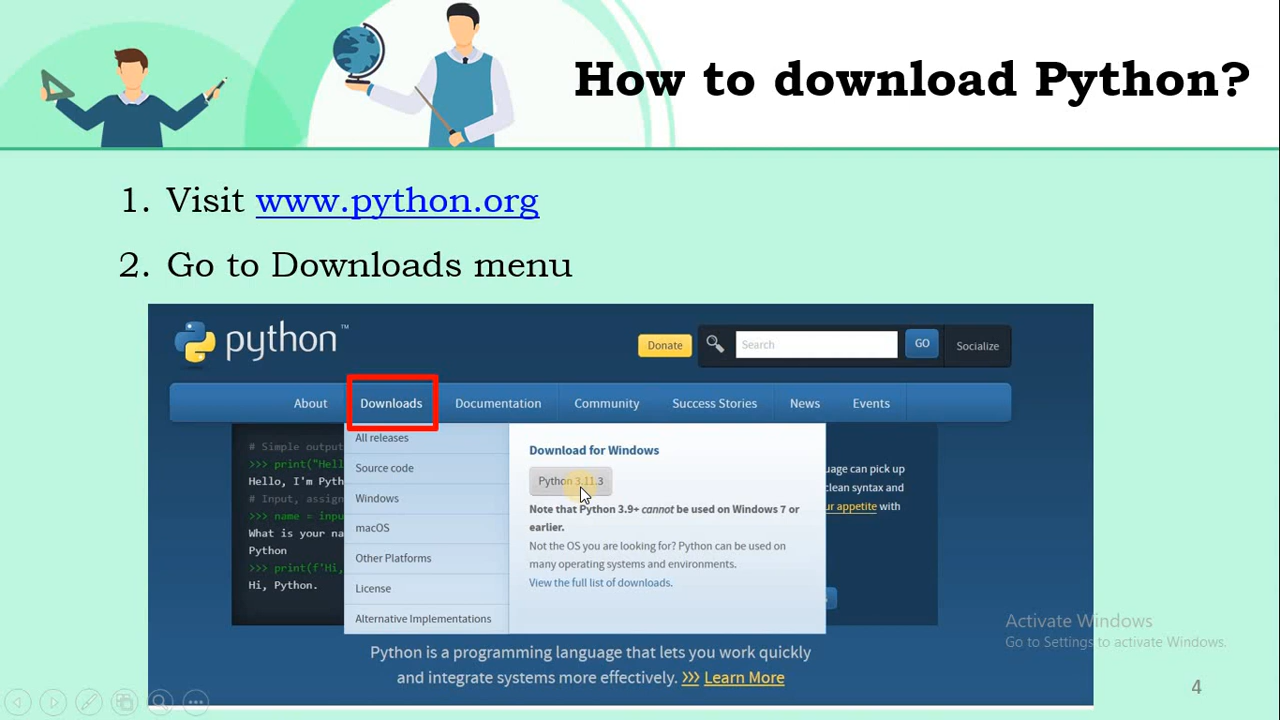 How to download Python?
1. Visit www.python.org
2. Go to Downloads menu
python™
Donate
Search
GO
Socialize
About
Downloads
Documentation
Community
Success Stories
News
Events
# Simple output
>>> print("Hell
Hello, I'm Pyth
# Input, assign
>>> name = inpu
What is your na
Python
>>> print(f'Hi,
Hi, Python.
All releases
Source code
Windows
macOS
Other Platforms
License
Alternative Implementations
Download for Windows
Python 3.11.3
Note that Python 3.9+ cannot be used on Windows 7 or
earlier.
Not the OS you are looking for? Python can be used on
many operating systems and environments.
View the full list of downloads.
uage can pick up
clean syntax and
ur appetite with
Python is a programming language that lets you work quickly
and integrate systems more effectively. >>> Learn More
Activate Windows
Go to Settings to activate Windows.
4